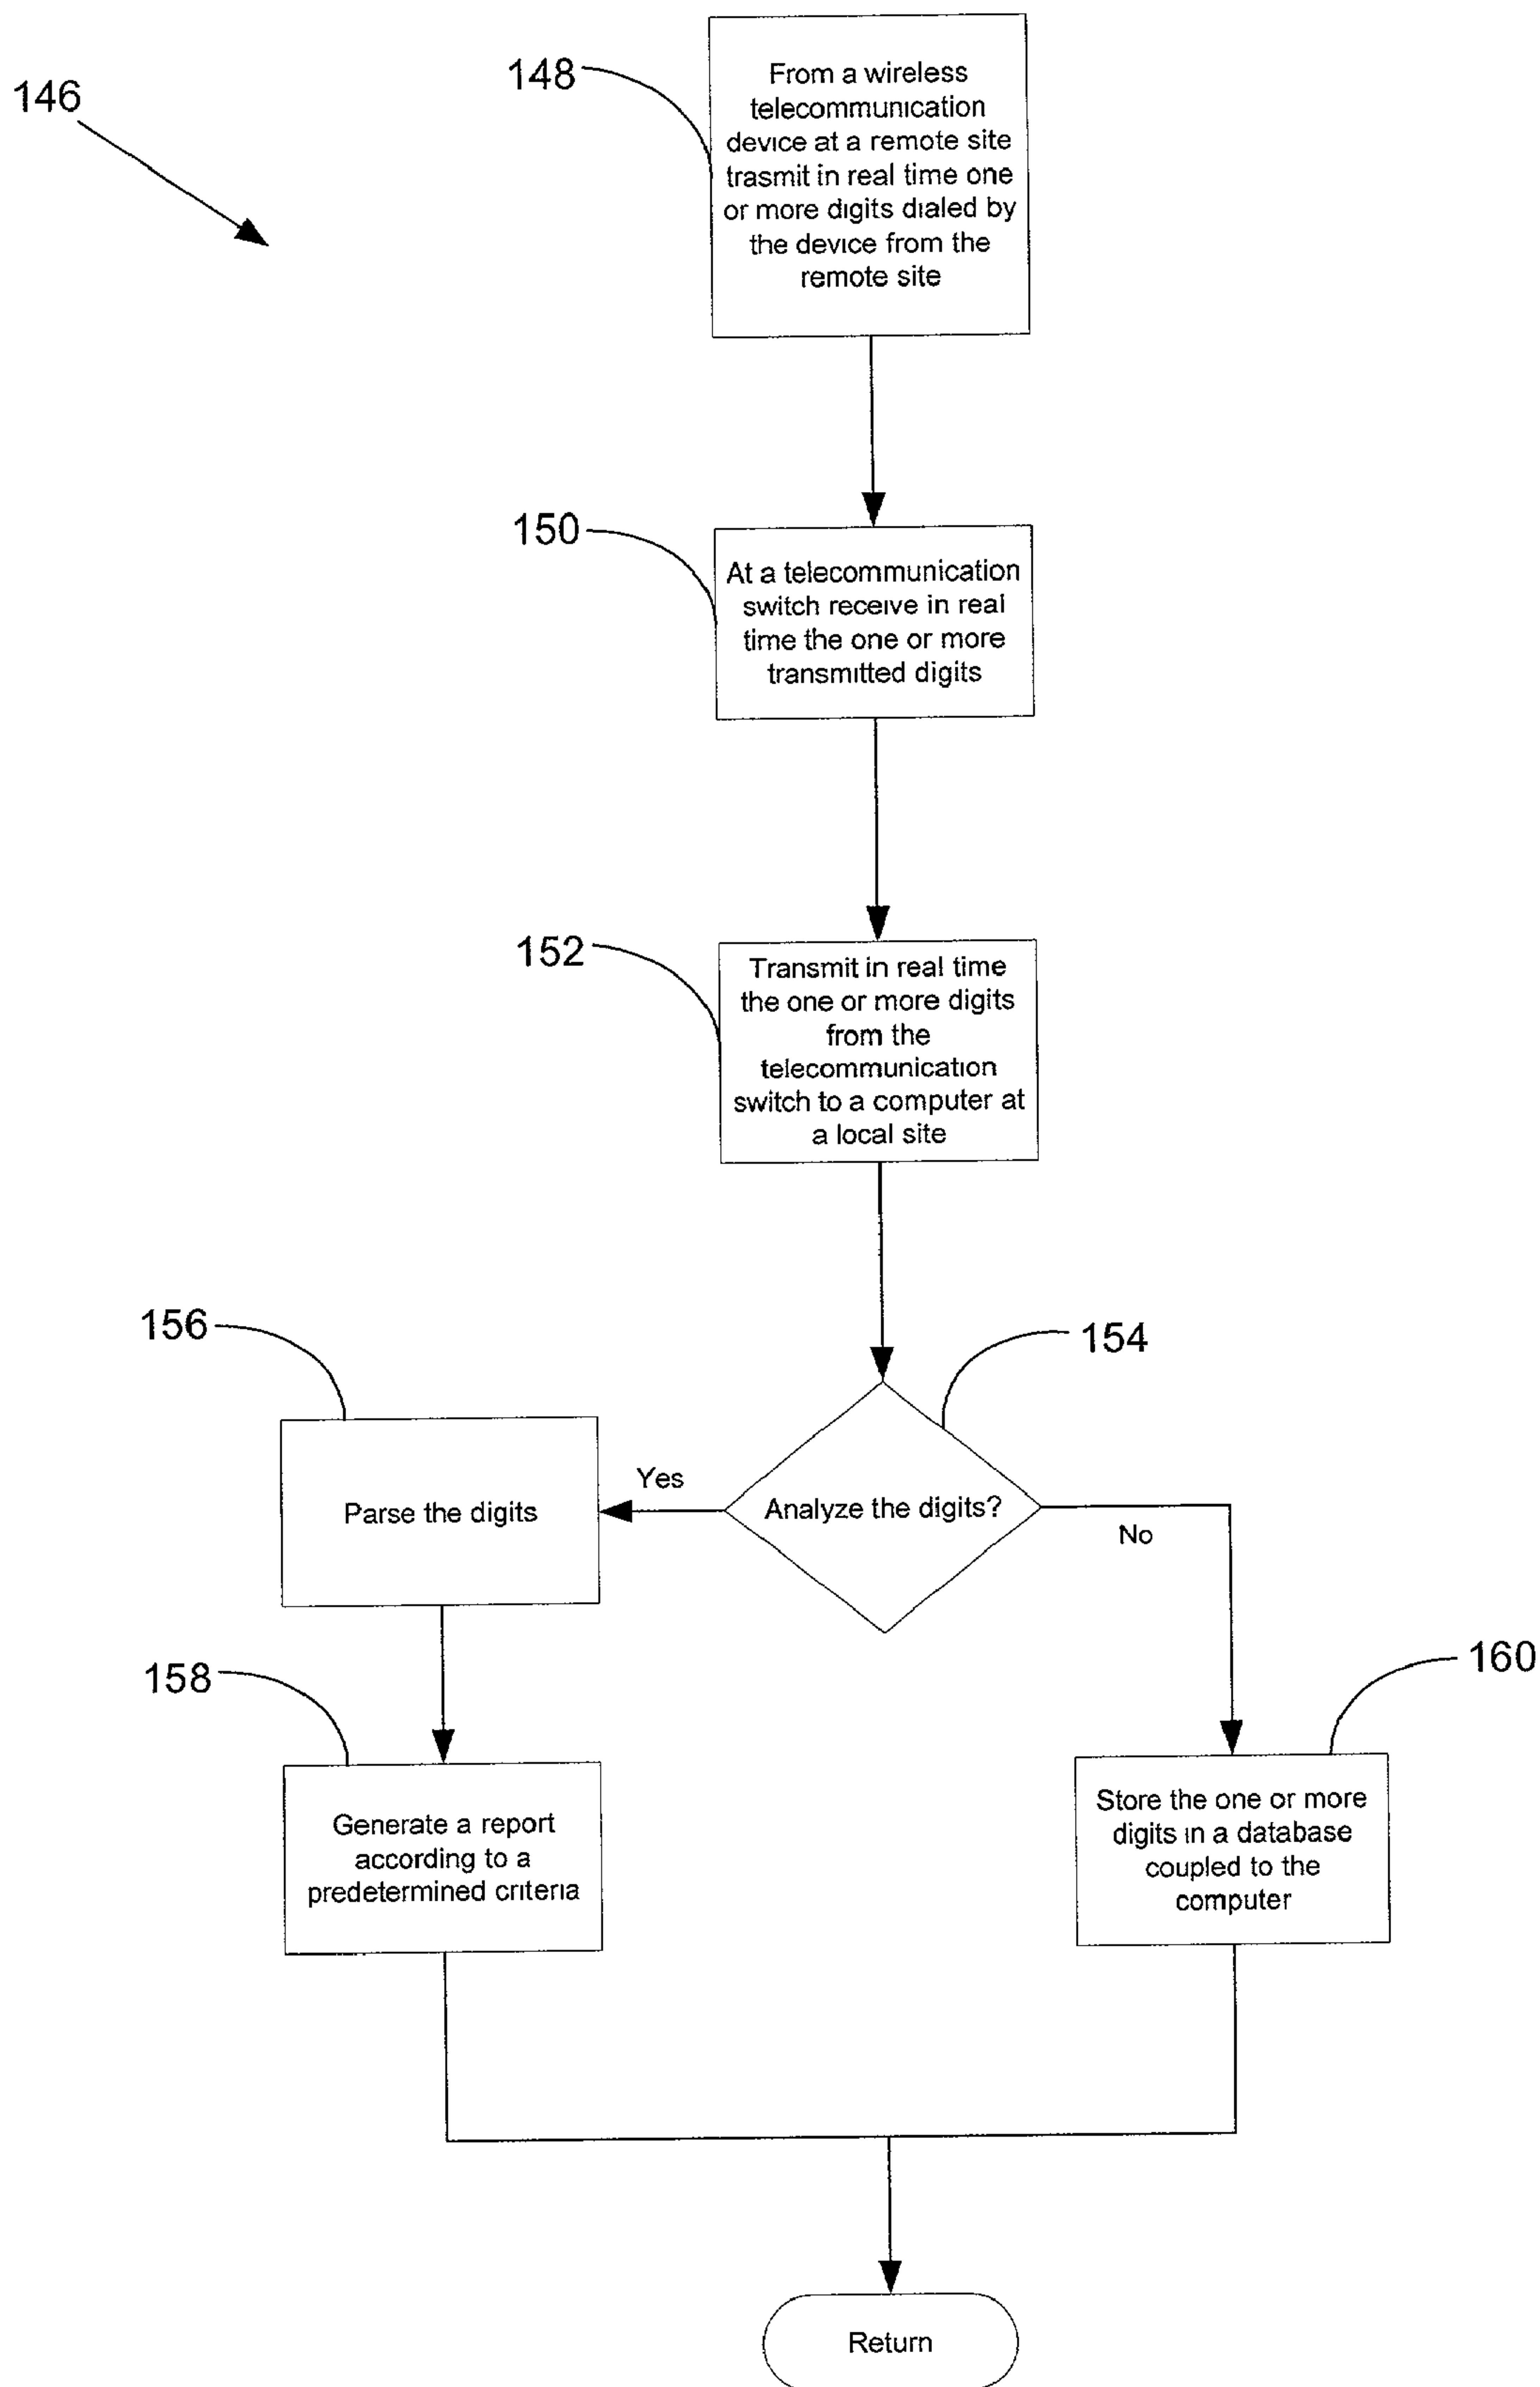 146
148
From a wireless
telecommunication
device at a remote site
trasmit in real time one
or more digits dialed by
the device from the
remote site
150
At a telecommunication
switch receive in real
time the one or more
transmitted digits
152
Transmit in real time
the one or more digits
from the
telecommunication
switch to a computer at
a local site
156
154
Parse the digits
Yes
Analyze the digits?
No
158
160
Generate a report
according to a
predetermined criteria
Store the one or more
digits in a database
coupled to the
computer
Return